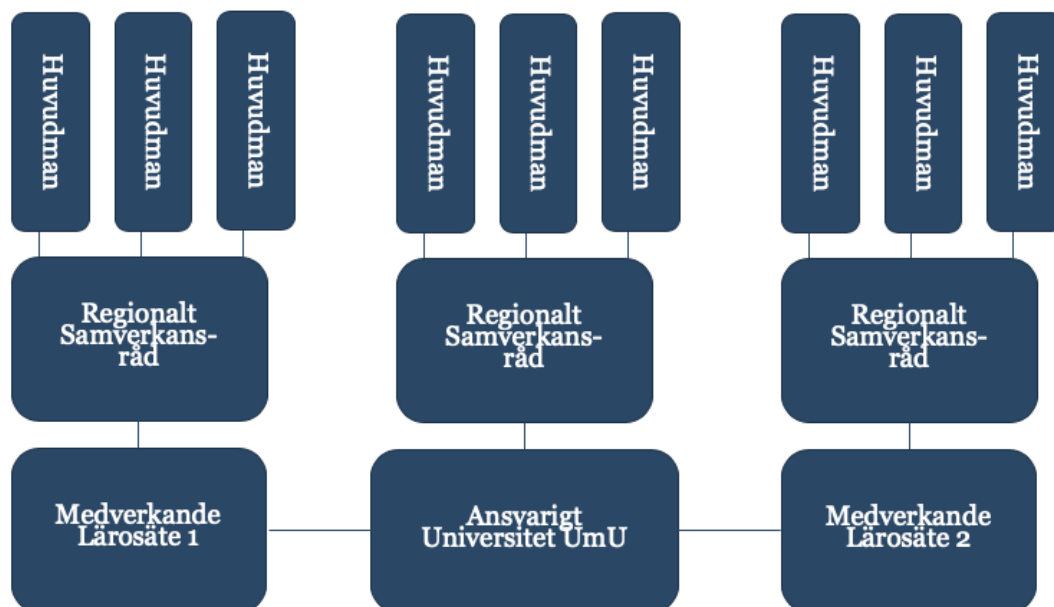 Huvudman
Huvudman
Huvudman
Huvudman
Huvudman
Huvudman
Huvudman
Huvudman
Huvudman
Regionalt
Samverkans-
råd
Regionalt
Samverkans-
råd
Regionalt
Samverkans-
råd
Medverkande
Lärosäte 1
Ansvarigt
Universitet UmU
Medverkande
Lärosäte 2